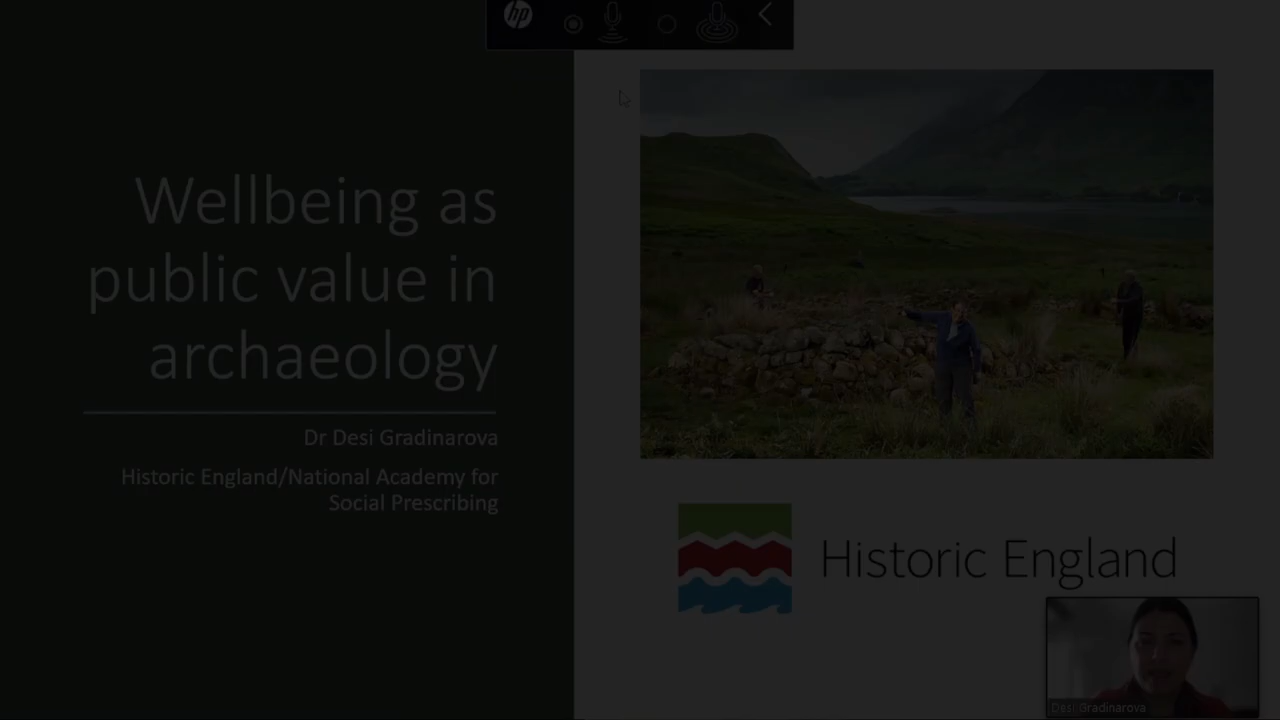 hp
Wellbeing as
public value in
archaeology
Dr Desi Gradinarova
Historic England/National Academy for
Social Prescribing
Historic England
Desi Gradinarova